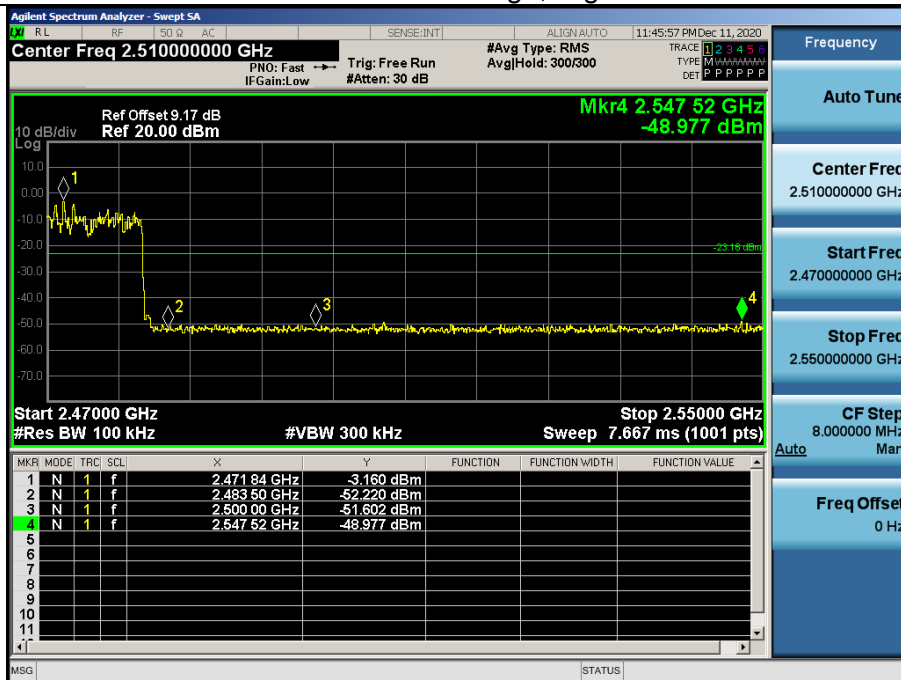 Agilent Spectrum Analyzer - Swept SA
LXI RL RF 50 Ω AC SENSE:INT ALIGNAUTO 11:45:57 PM Dec 11, 2020
Center Freq 2.510000000 GHz
PNO: Fast
IFGain:Low
Trig: Free Run
#Atten: 30 dB
#Avg Type: RMS
Avg|Hold: 300/300
TRACE 1 2 3 4 5 6
TYPE M WWWWW
DET P P P P P P
Mkr4 2.547 52 GHz
-48.977 dBm
Ref Offset 9.17 dB
10 dB/div Ref 20.00 dBm
Log
10.0
0.00
-10.0
-20.0
-30.0
-40.0
-50.0
-60.0
-70.0
1
2
3
4
-23.16 dBm
Start 2.47000 GHz Stop 2.55000 GHz
#Res BW 100 kHz #VBW 300 kHz Sweep 7.667 ms (1001 pts)
MKR MODE TRC SCL X Y FUNCTION FUNCTION WIDTH FUNCTION VALUE
1 N 1 f 2.471 84 GHz -3.160 dBm
2 N 1 f 2.483 50 GHz -52.220 dBm
3 N 1 f 2.500 00 GHz -51.602 dBm
4 N 1 f 2.547 52 GHz -48.977 dBm
5
6
7
8
9
10
11
MSG STATUS
Frequency
Auto Tune
Center Freq
2.510000000 GHz
Start Freq
2.470000000 GHz
Stop Freq
2.550000000 GHz
CF Step
8.000000 MHz
Auto Man
Freq Offset
0 Hz